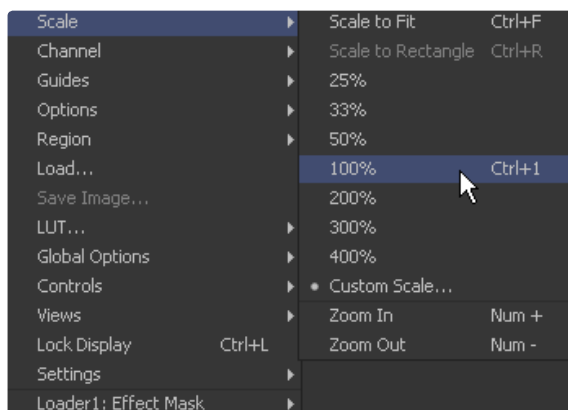 Scale
Channel
Guides
Options
Region
Load...
Save Image...
LUT...
Global Options
Controls
Views
Lock Display Ctrl+L
Settings
Loader1: Effect Mask
Scale to Fit Ctrl+F
Scale to Rectangle Ctrl+R
25%
33%
50%
100% Ctrl+1
200%
300%
400%
Custom Scale...
Zoom In Num +
Zoom Out Num -